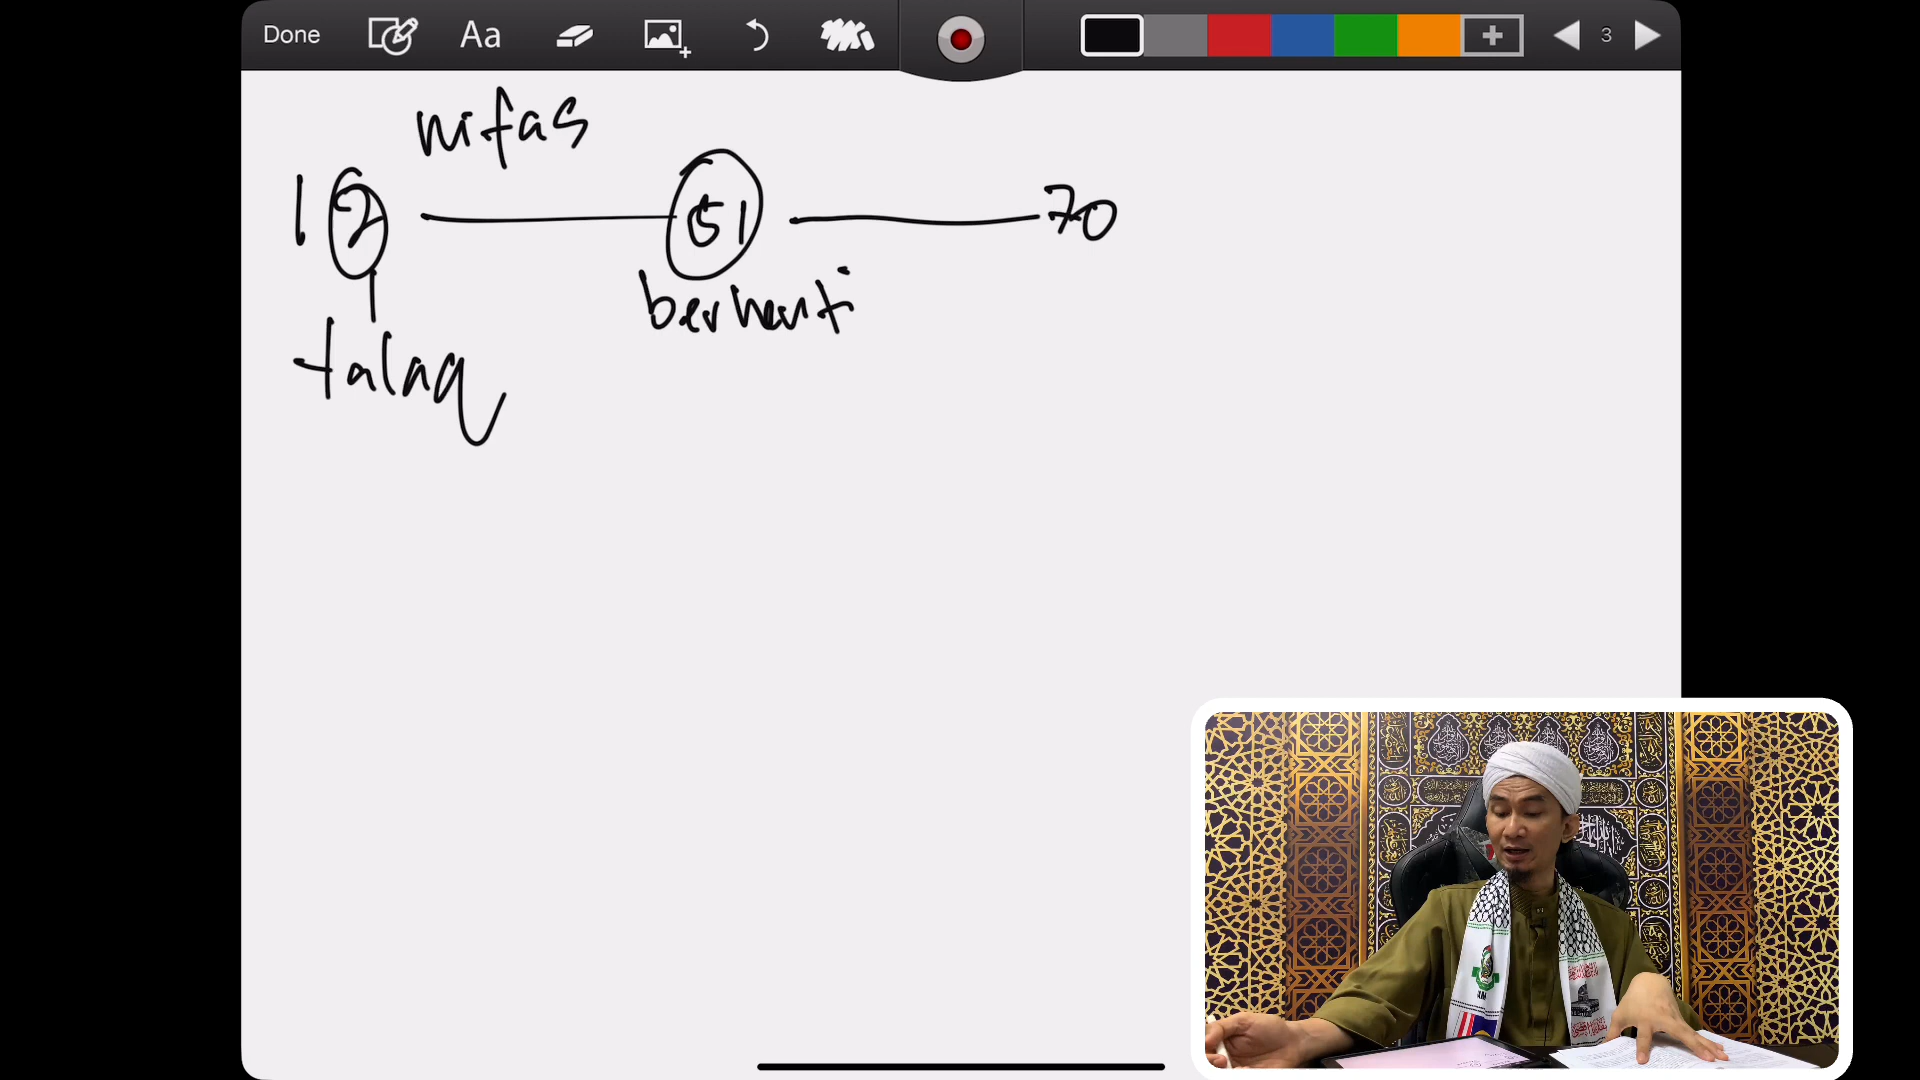 Done Aa 3
nifas
1 2 51 70
berhenti
talaq